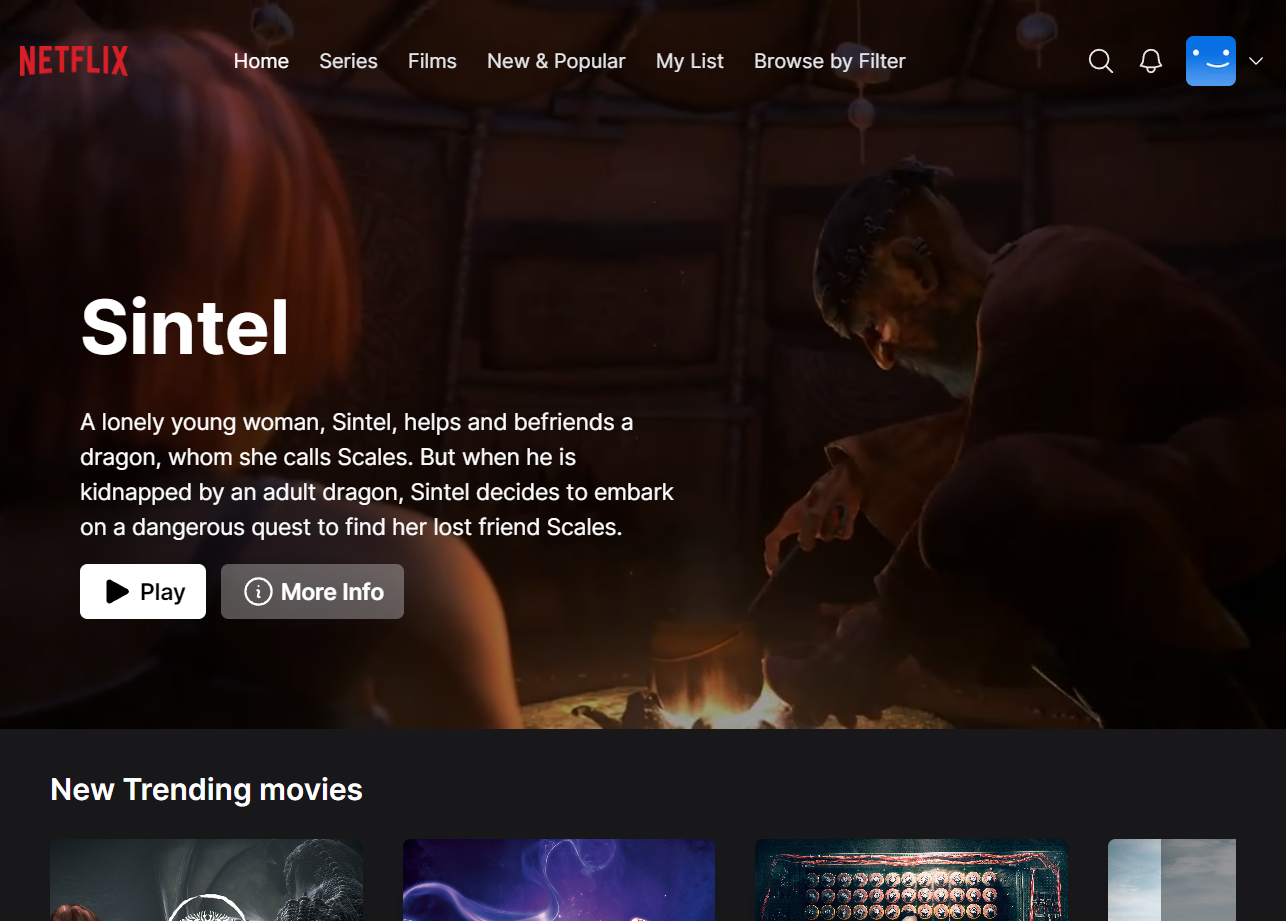 NETFLIX
Home
Series
Films
New & Popular
My List
Browse by Filter
Sintel
A lonely young woman, Sintel, helps and befriends a
dragon, whom she calls Scales. But when he is
kidnapped by an adult dragon, Sintel decides to embark
on a dangerous quest to find her lost friend Scales.
Play
More Info
New Trending movies